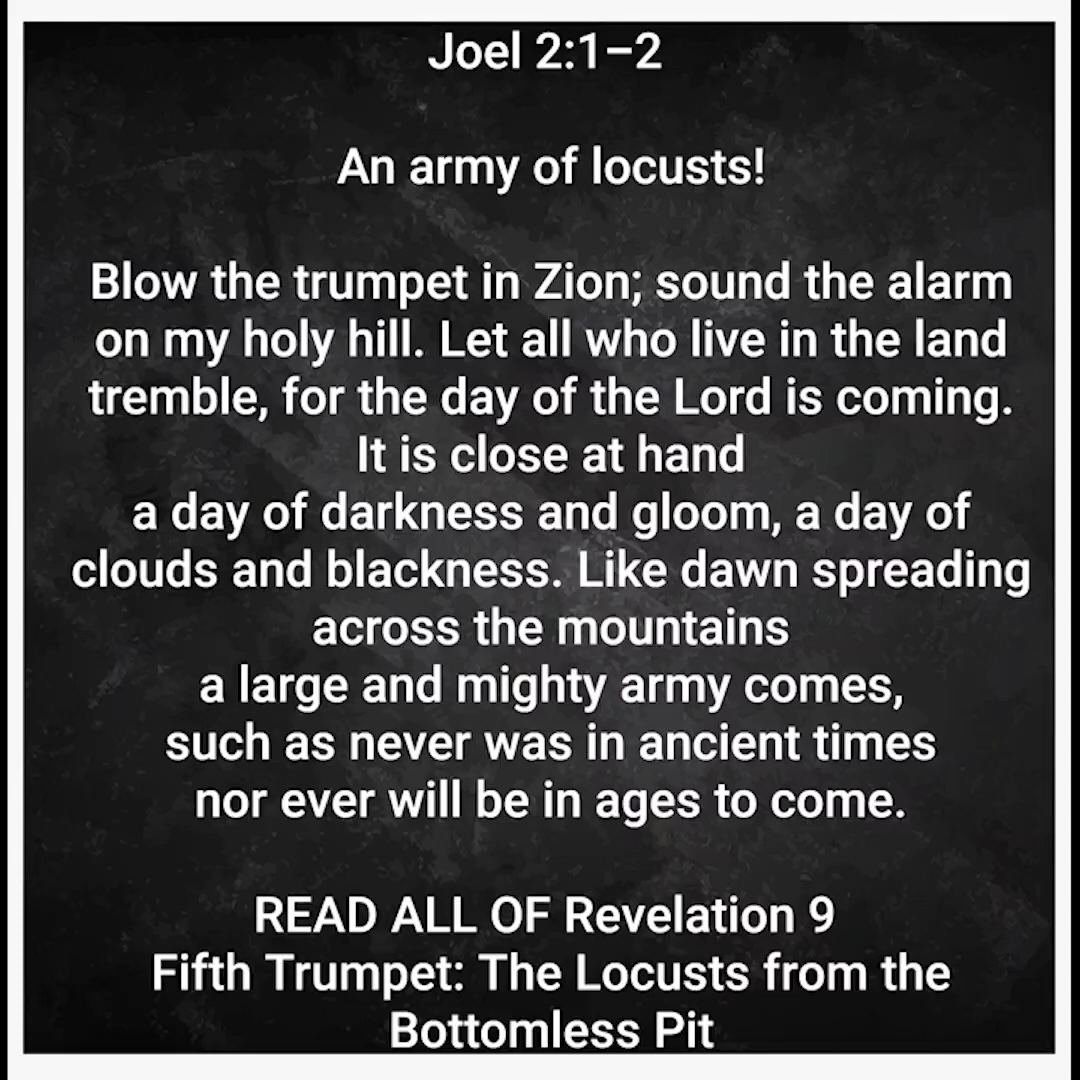 Joel 2:1–2
An army of locusts!
Blow the trumpet in Zion; sound the alarm
on my holy hill. Let all who live in the land
tremble, for the day of the Lord is coming.
It is close at hand
a day of darkness and gloom, a day of
clouds and blackness. Like dawn spreading
across the mountains
a large and mighty army comes,
such as never was in ancient times
nor ever will be in ages to come.
READ ALL OF Revelation 9
Fifth Trumpet: The Locusts from the
Bottomless Pit